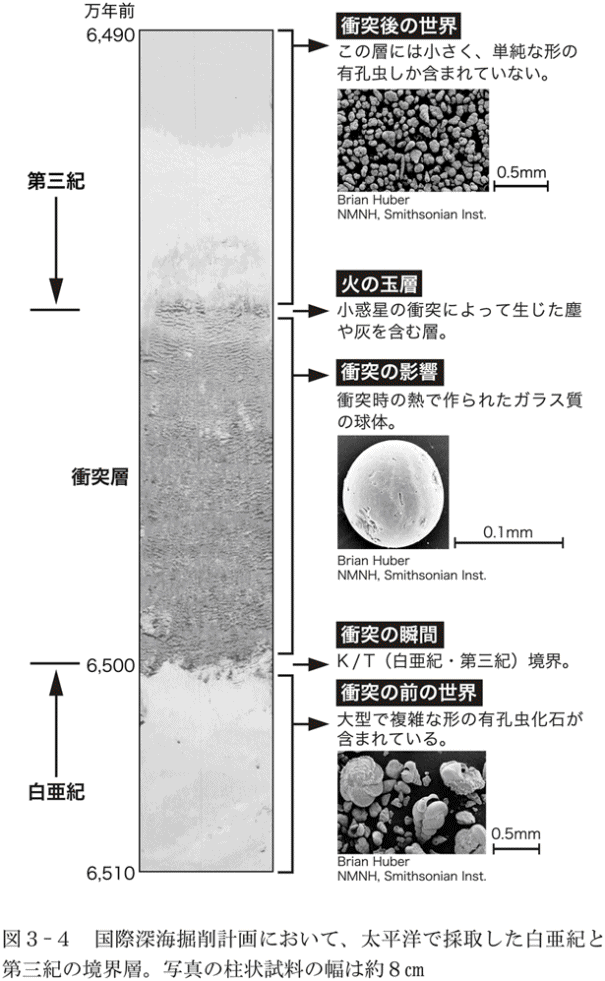 万年前
6,490
衝突後の世界
この層には小さく、単純な形の
有孔虫しか含まれていない。
0.5mm
Brian Huber
NMNH, Smithsonian Inst.
第三紀
火の玉層
小惑星の衝突によって生じた塵
や灰を含む層。
衝突の影響
衝突時の熱で作られたガラス質
の球体。
衝突層
0.1mm
Brian Huber
NMNH, Smithsonian Inst.
衝突の瞬間
K/T（白亜紀・第三紀）境界。
6,500
衝突の前の世界
大型で複雑な形の有孔虫化石が
含まれている。
白亜紀
0.5mm
Brian Huber
NMNH, Smithsonian Inst.
6,510
図3-4　国際深海掘削計画において、太平洋で採取した白亜紀と
第三紀の境界層。写真の柱状試料の幅は約8㎝